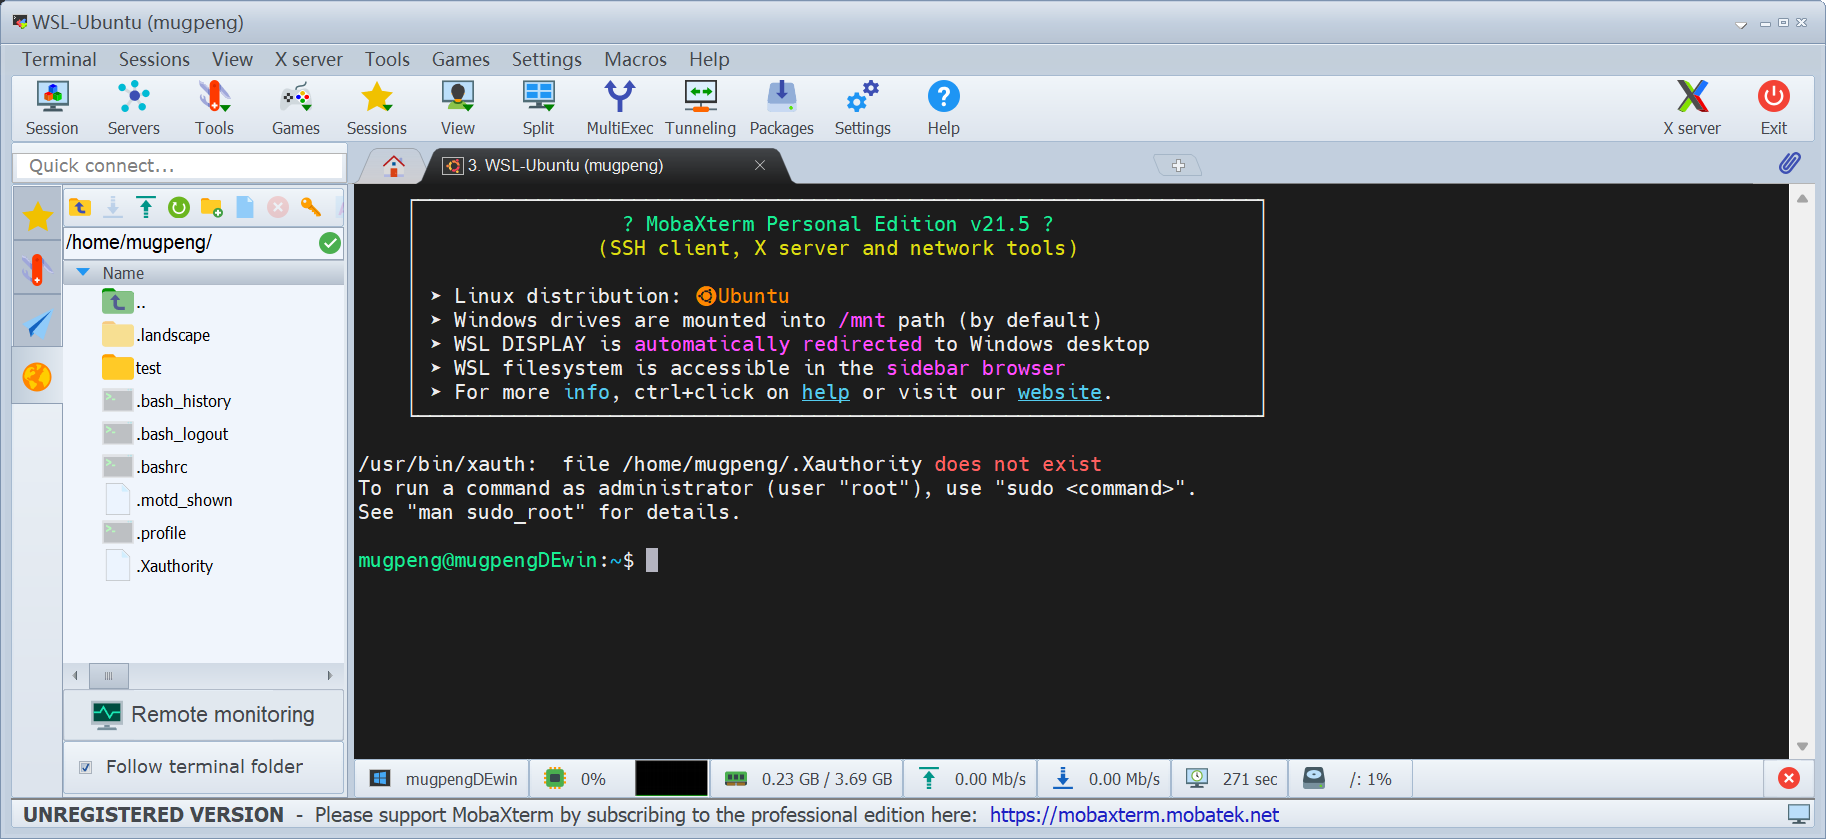 WSL-Ubuntu (mugpeng)
Terminal Sessions View X server Tools Games Settings Macros Help
Session Servers Tools Games Sessions View Split MultiExec Tunneling Packages Settings Help X server Exit
Quick connect...
3. WSL-Ubuntu (mugpeng)
/home/mugpeng/
Name
..
.landscape
test
.bash_history
.bash_logout
.bashrc
.motd_shown
.profile
.Xauthority
Remote monitoring
Follow terminal folder
? MobaXterm Personal Edition v21.5 ?
(SSH client, X server and network tools)
➤ Linux distribution: Ubuntu
➤ Windows drives are mounted into /mnt path (by default)
➤ WSL DISPLAY is automatically redirected to Windows desktop
➤ WSL filesystem is accessible in the sidebar browser
➤ For more info, ctrl+click on help or visit our website.
/usr/bin/xauth:  file /home/mugpeng/.Xauthority does not exist
To run a command as administrator (user "root"), use "sudo <command>".
See "man sudo_root" for details.
mugpeng@mugpengDEwin:~$
mugpengDEwin 0% 0.23 GB / 3.69 GB 0.00 Mb/s 0.00 Mb/s 271 sec /: 1%
UNREGISTERED VERSION - Please support MobaXterm by subscribing to the professional edition here: https://mobaxterm.mobatek.net